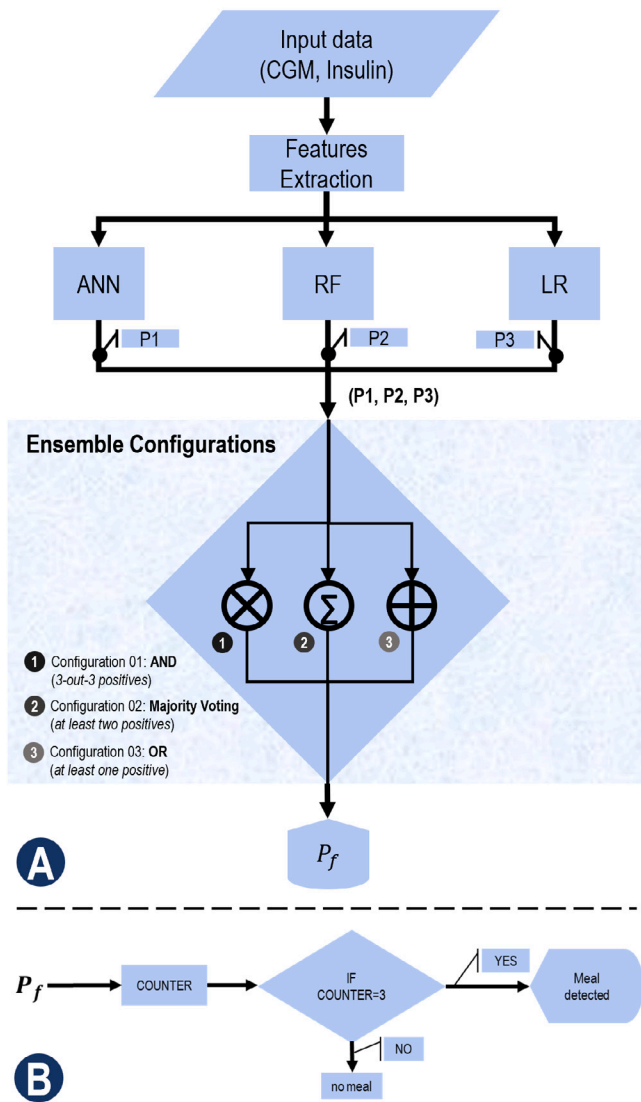 Input data
(CGM, Insulin)
Features
Extraction
ANN
RF
LR
P1
P2
P3
(P1, P2, P3)
Ensemble Configurations
Σ
1
2
3
1 Configuration 01: AND
(3-out-3 positives)
2 Configuration 02: Majority Voting
(at least two positives)
3 Configuration 03: OR
(at least one positive)
P_f
A
P_f
COUNTER
IF
COUNTER=3
YES
Meal
detected
NO
no meal
B